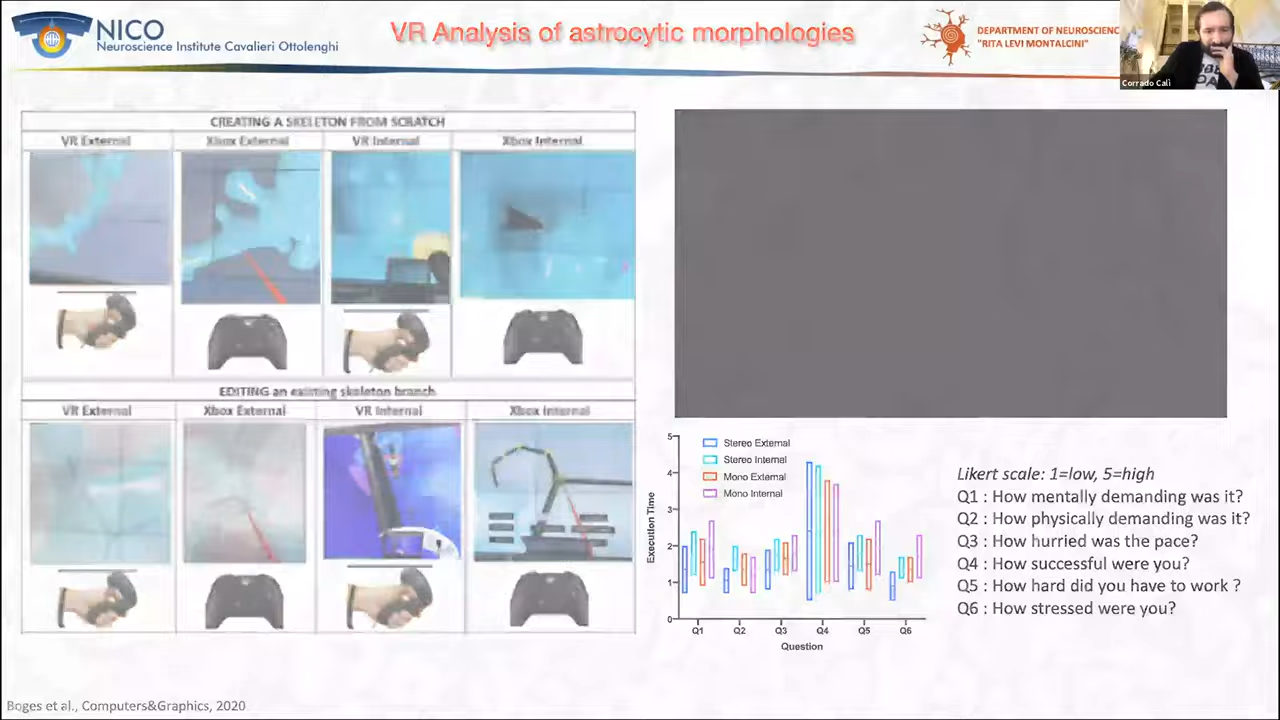 NICO
Neuroscience Institute Cavalieri Ottolenghi
VR Analysis of astrocytic morphologies
DEPARTMENT OF NEUROSCIENC
"RITA LEVI MONTALCINI"
Corrado Calì
CREATING A SKELETON FROM SCRATCH
VR External
Xbox External
VR Internal
Xbox Internal
EDITING an existing skeleton branch
VR External
Xbox External
VR Internal
Xbox Internal
5
4
3
2
1
0
Execution Time
Stereo External
Stereo Internal
Mono External
Mono Internal
Q1 Q2 Q3 Q4 Q5 Q6
Question
Likert scale: 1=low, 5=high
Q1 : How mentally demanding was it?
Q2 : How physically demanding was it?
Q3 : How hurried was the pace?
Q4 : How successful were you?
Q5 : How hard did you have to work ?
Q6 : How stressed were you?
Boges et al., Computers&Graphics, 2020